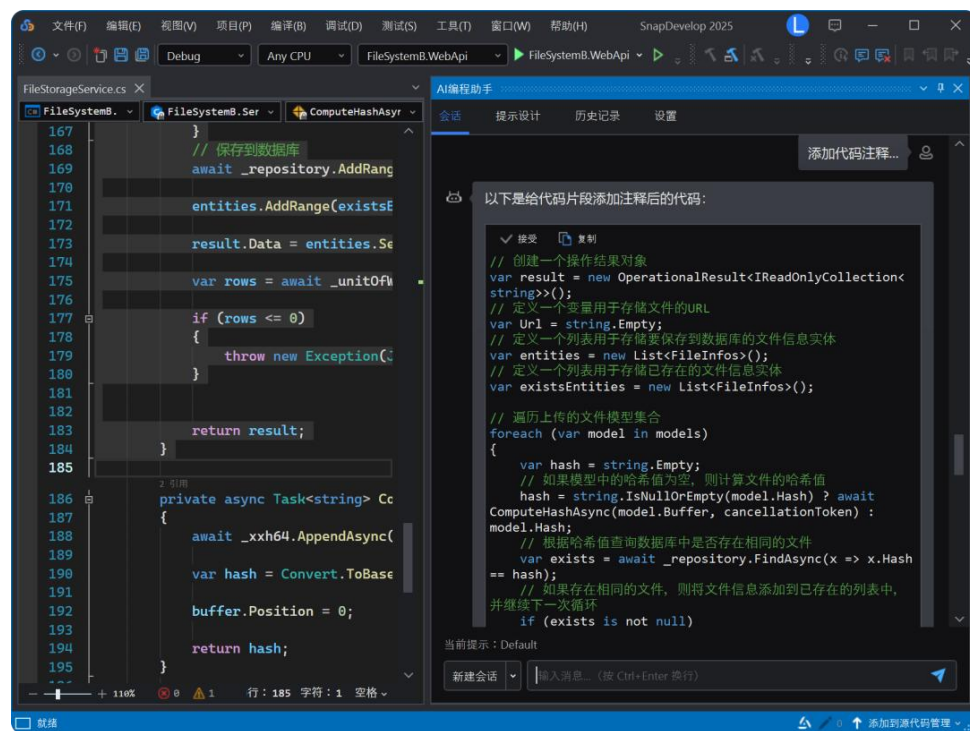 文件(F) 编辑(E) 视图(V) 项目(P) 编译(B) 调试(D) 测试(S) 工具(T) 窗口(W) 帮助(H) SnapDevelop 2025 L
Debug Any CPU FileSystemB.WebApi FileSystemB.WebApi
FileStorageService.cs
FileSystemB. FileSystemB.Ser ComputeHashAsyr
167 }
168 // 保存到数据库
169 await _repository.AddRang
170
171 entities.AddRange(existsE
172
173 result.Data = entities.Se
174
175 var rows = await _unitOfW
176
177 if (rows <= 0)
178 {
179 throw new Exception(
180 }
181
182
183 return result;
184 }
185
2 引用
186 private async Task<string> Co
187 {
188 await _xxh64.AppendAsync(
189
190 var hash = Convert.ToBase
191
192 buffer.Position = 0;
193
194 return hash;
195 }
110% 0 1 行: 185 字符: 1 空格
AI编程助手
会话 提示设计 历史记录 设置
添加代码注释...
以下是给代码片段添加注释后的代码:
接受 复制
// 创建一个操作结果对象
var result = new OperationalResult<IReadOnlyCollection<
string>>();
// 定义一个变量用于存储文件的URL
var Url = string.Empty;
// 定义一个列表用于存储要保存到数据库的文件信息实体
var entities = new List<FileInfos>();
// 定义一个列表用于存储已存在的文件信息实体
var existsEntities = new List<FileInfos>();
// 遍历上传的文件模型集合
foreach (var model in models)
{
var hash = string.Empty;
// 如果模型中的哈希值为空, 则计算文件的哈希值
hash = string.IsNullOrEmpty(model.Hash) ? await
ComputeHashAsync(model.Buffer, cancellationToken) :
model.Hash;
// 根据哈希值查询数据库中是否存在相同的文件
var exists = await _repository.FindAsync(x => x.Hash
== hash);
// 如果存在相同的文件, 则将文件信息添加到已存在的列表中,
并继续下一次循环
if (exists is not null)
当前提示：Default
新建会话 输入消息... (按 Ctrl+Enter 换行)
就绪 0 添加到源代码管理